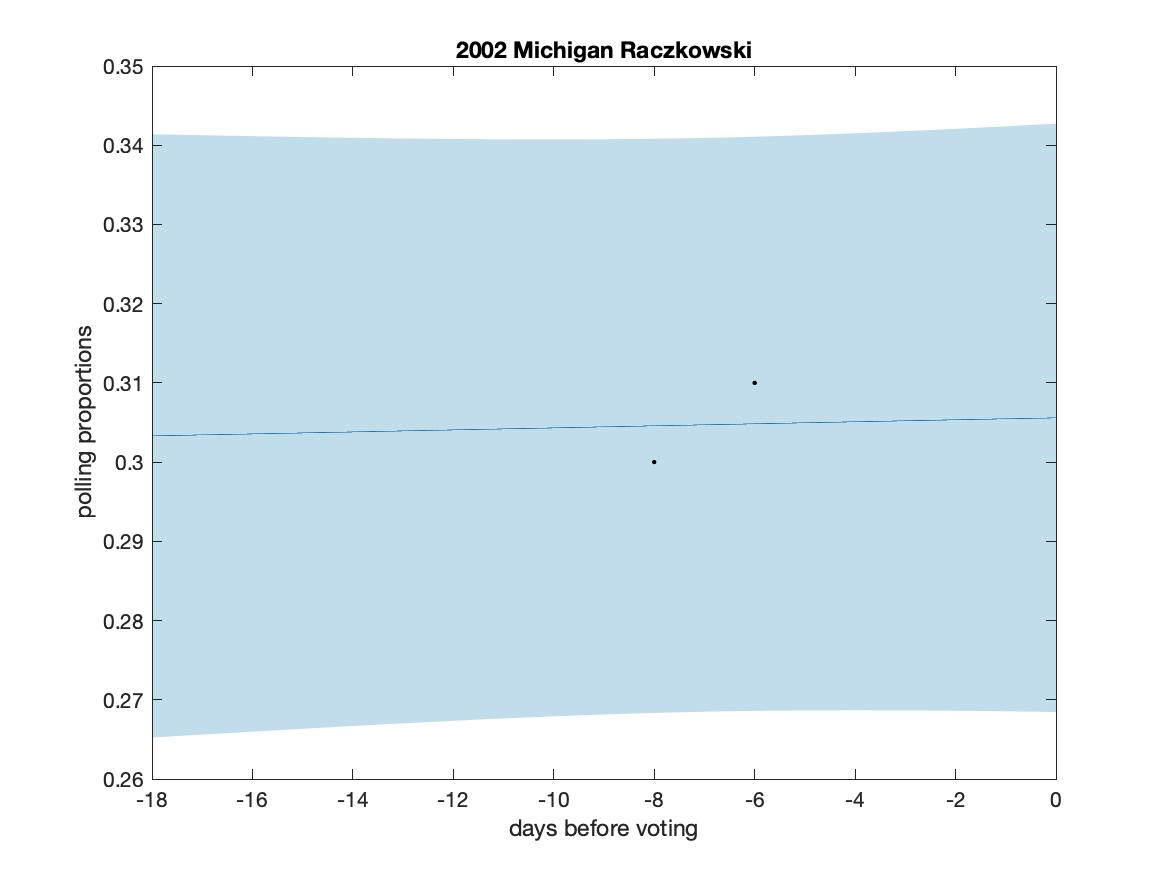 2002 Michigan Raczkowski
0.35
0.34
0.33
0.32
0.31
0.3
0.29
0.28
0.27
0.26
polling proportions
-18 -16 -14 -12 -10 -8 -6 -4 -2 0
days before voting